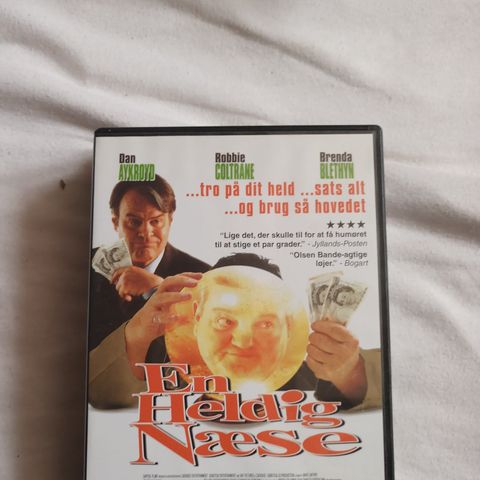 Dan Robbie Brenda
AYKROYD COLTRANE BLETHYN
...tro på dit held ...sats alt
...og brug så hovedet
★★★★
"Lige det, der skulle til for at få humøret
til at stige et par grader." - Jyllands-Posten
"Olsen Bande-agtige
løjer." - Bogart
En
Heldig
Næse